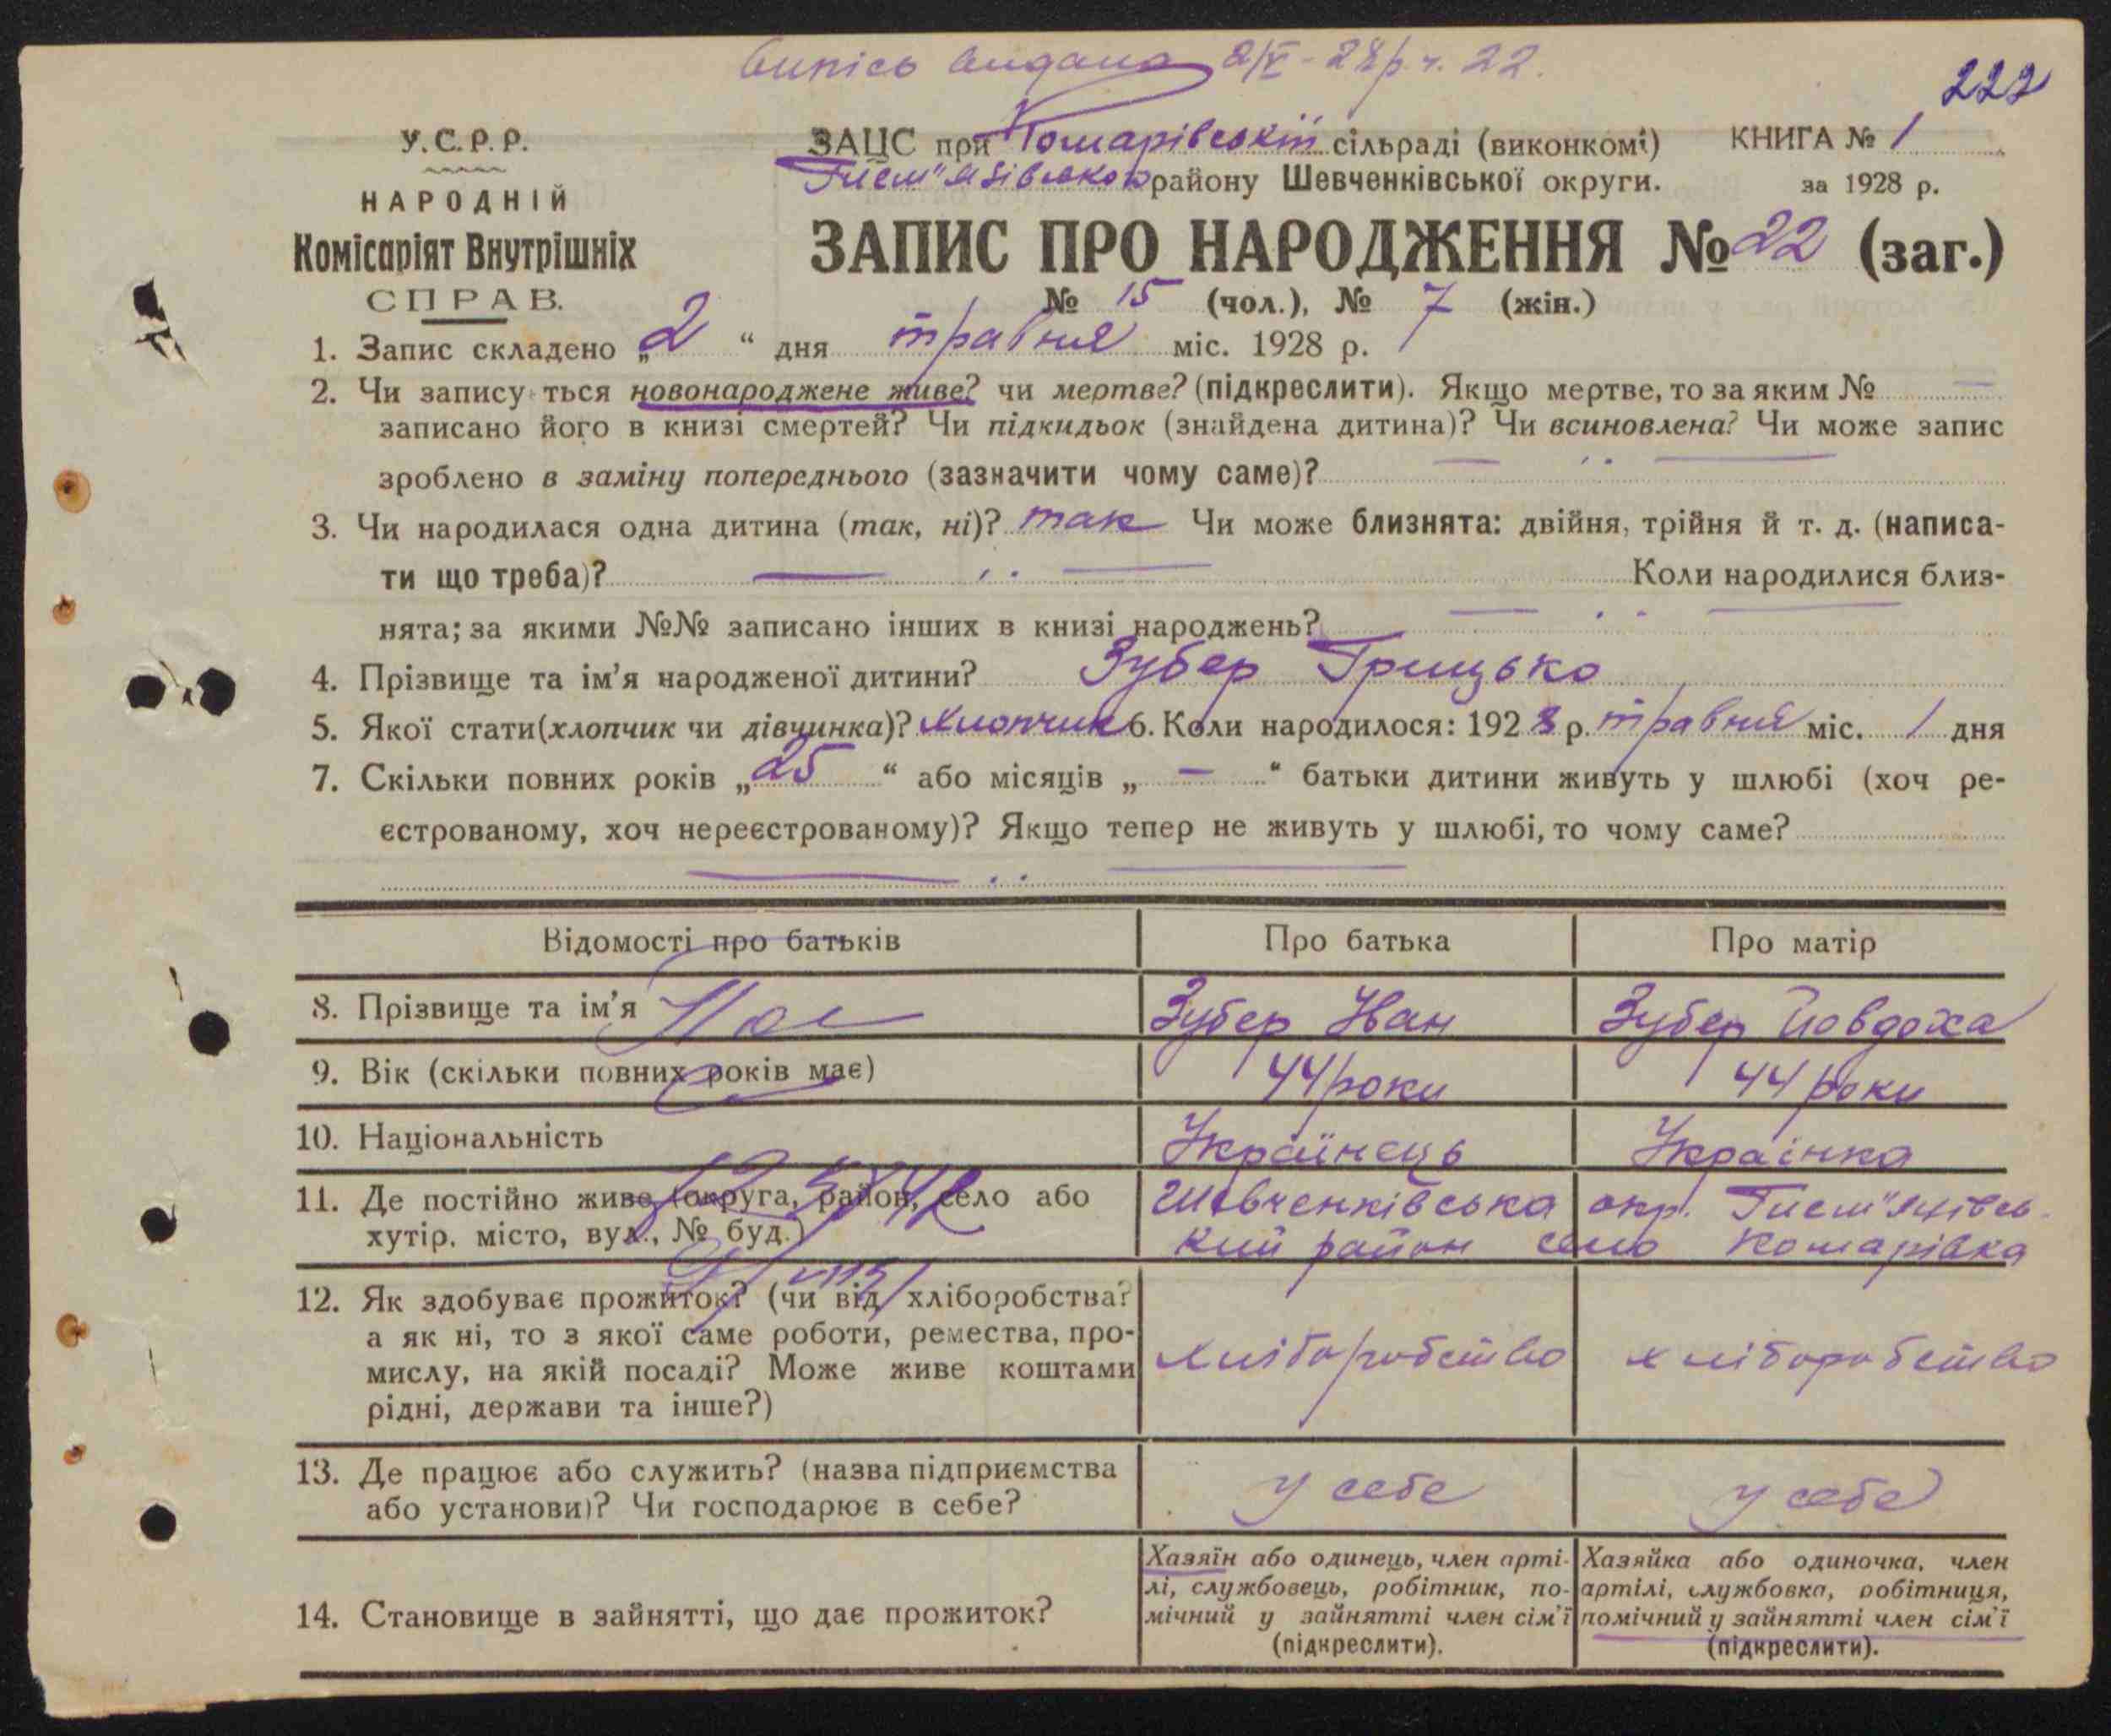 Випісь видана 2/V-28 р. ч. 22.
222
У.С.Р.Р.
НАРОДНІЙ
Комісаріят Внутрішніх
СПРАВ.
ЗАЦС при Комарівській сільраді (виконкомі) КНИГА № 1
Гнем"язівського району Шевченківської округи. за 1928 р.
ЗАПИС ПРО НАРОДЖЕННЯ № 22 (заг.)
№ 15 (чол.), № 7 (жін.)
1. Запис складено „2“ дня травня міс. 1928 р.
2. Чи запису ться новонароджене живе? чи мертве? (підкреслити). Якщо мертве, то за яким № —
записано його в книзі смертей? Чи підкидьок (знайдена дитина)? Чи всиновлена? Чи може запис
зроблено в заміну попереднього (зазначити чому саме)?
3. Чи народилася одна дитина (так, ні)? так Чи може близнята: двійня, трійня й т. д. (написа-
ти що треба)? Коли народилися близ-
нята; за якими №№ записано інших в книзі народжень?
4. Прізвище та ім'я народженої дитини? Зубер Грицько
5. Якої стати (хлопчик чи дівчинка)? хлопчик 6. Коли народилося: 1928 р. травня міс. 1 дня
7. Скільки повних років „25“ або місяців „—“ батьки дитини живуть у шлюбі (хоч ре-
єстрованому, хоч нереєстрованому)? Якщо тепер не живуть у шлюбі, то чому саме?
Відомості про батьків Про батька Про матір
8. Прізвище та ім'я Зубер Іван Зубер Йовдоха
9. Вік (скільки повних років має) 44 роки 44 роки
10. Національність Українець Українка
11. Де постійно живе (округа, район, село або Шевченківська окр. Гнем"язівсь-
хутір, місто, вул., № буд.) кий район село Комарівка
12. Як здобуває прожиток? (чи від хліборобства?
а як ні, то з якої саме роботи, ремества, про-
мислу, на якій посаді? Може живе коштами хліборобство хліборобство
рідні, держави та інше?)
13. Де працює або служить? (назва підприємства
або установи)? Чи господарює в себе? у себе у себе
14. Становище в зайнятті, що дає прожиток?
Хазяїн або одинець, член арті-
лі, службовець, робітник, по-
мічний у зайнятті член сім'ї
(підкреслити).
Хазяйка або одиночка, член
артілі, службовка, робітниця,
помічний у зайнятті член сім'ї
(підкреслити).